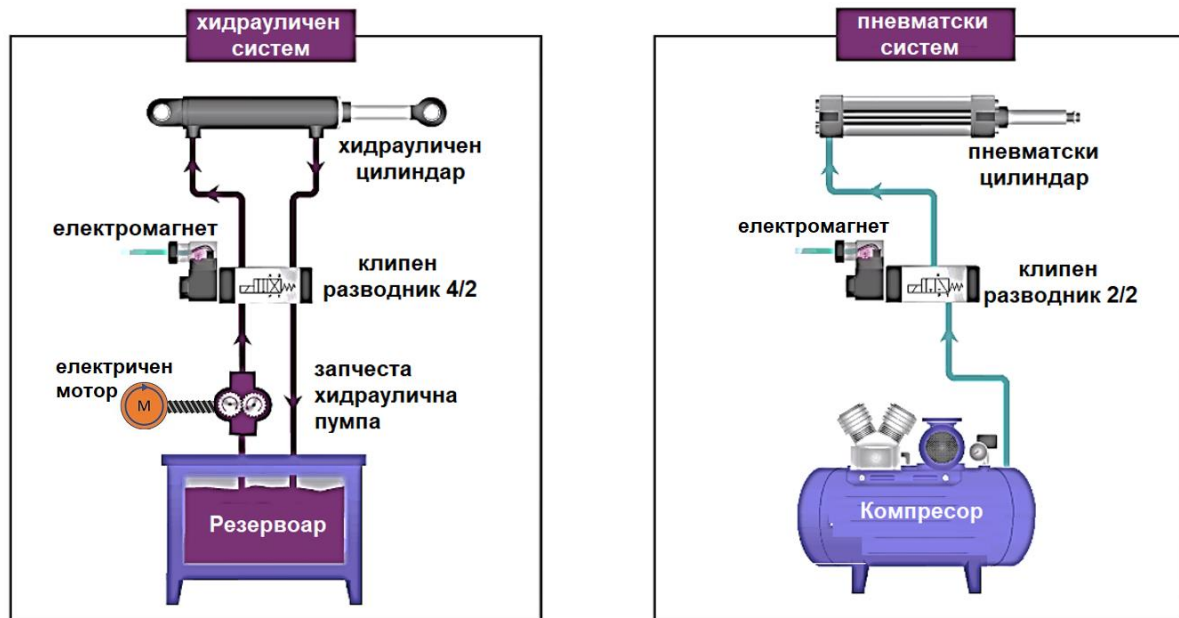 хидрауличен
систем
хидрауличен
цилиндар
електромагнет
клипен
разводник 4/2
електричен
мотор
М
запчеста
хидраулична
пумпа
Резервоар
пневматски
систем
пневматски
цилиндар
електромагнет
клипен
разводник 2/2
Компресор